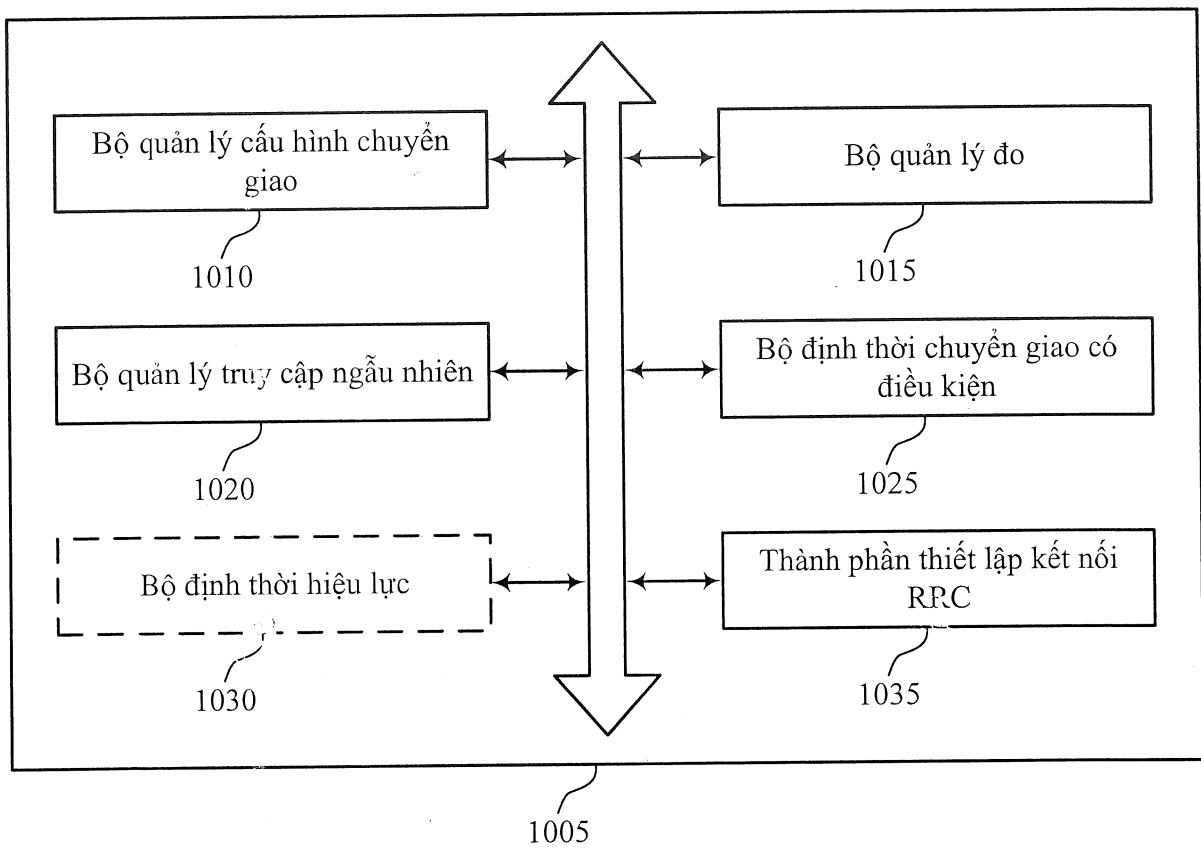 Bộ quản lý cấu hình chuyển
giao
1010
Bộ quản lý đo
1015
Bộ quản lý truy cập ngẫu nhiên
1020
Bộ định thời chuyển giao có
điều kiện
1025
Bộ định thời hiệu lực
1030
Thành phần thiết lập kết nối
RRC
1035
1005